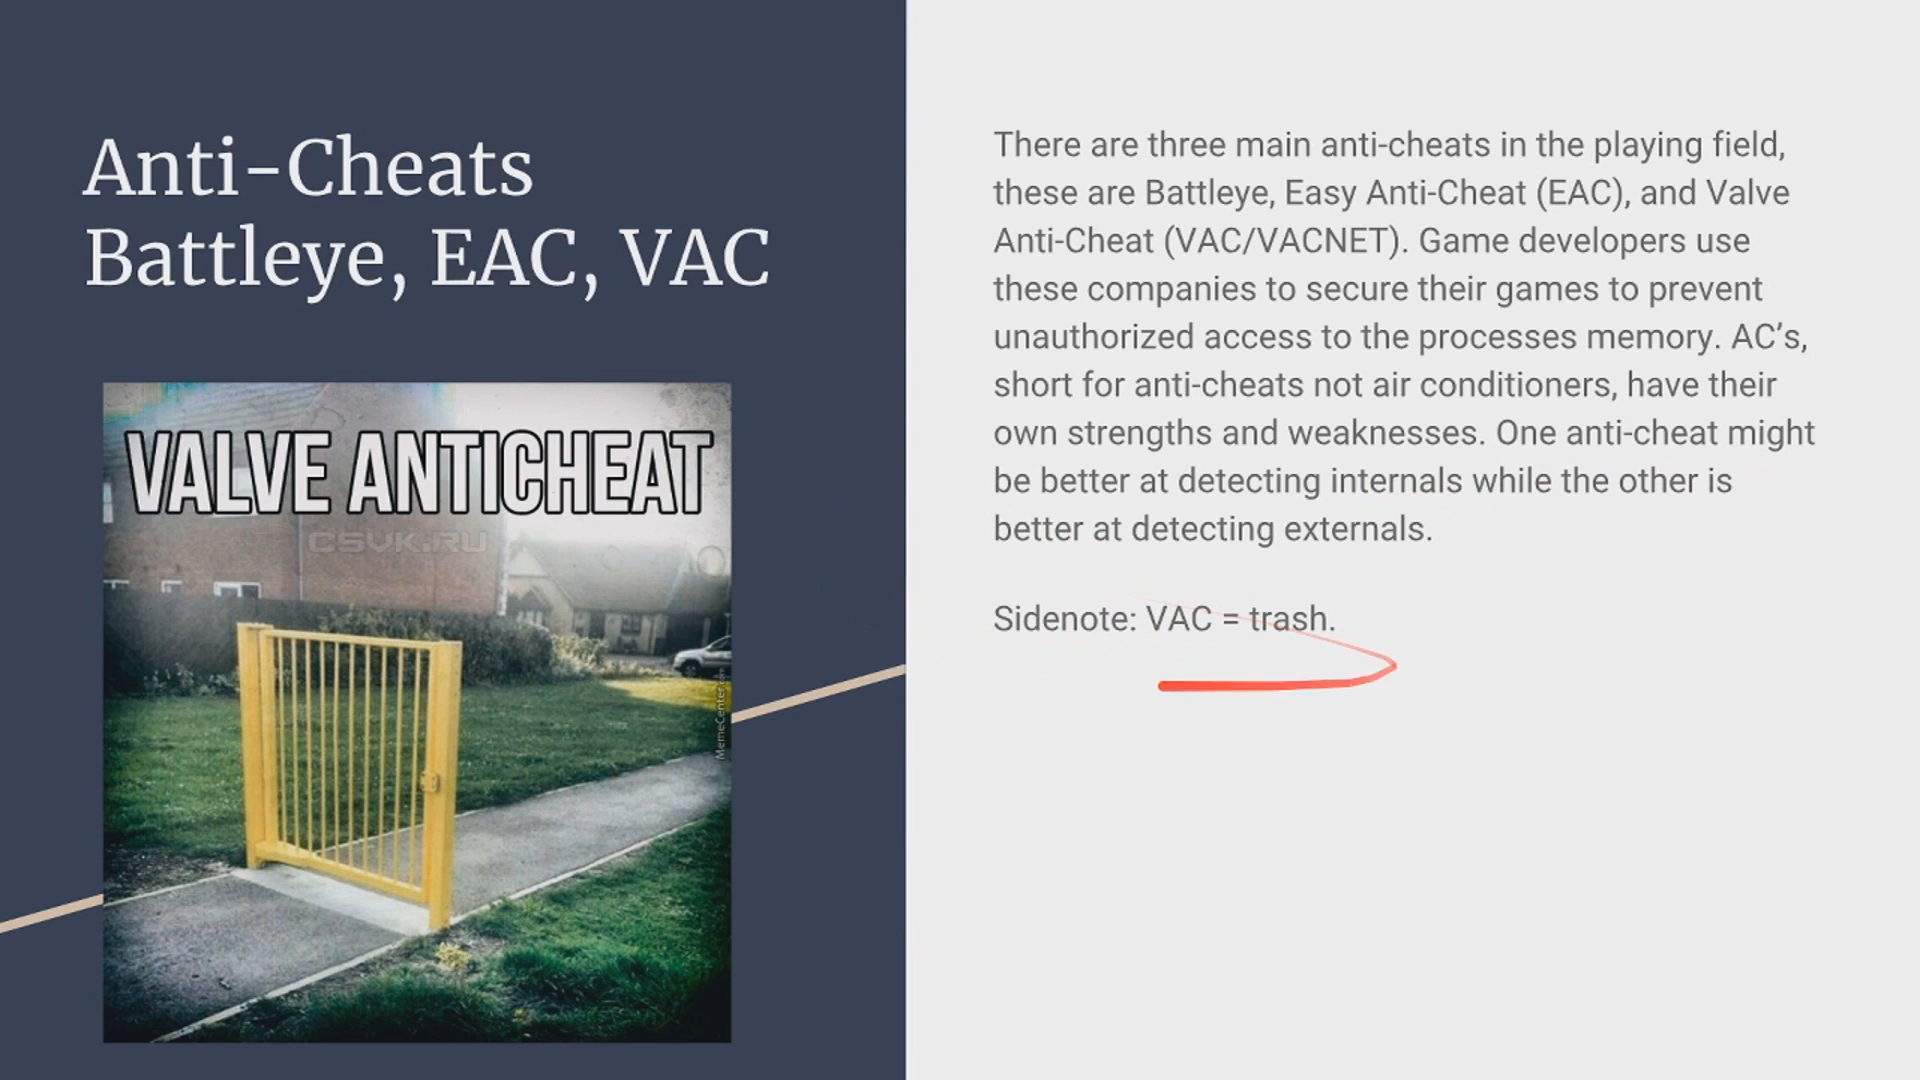 Anti-Cheats
Battleye, EAC, VAC
VALVE ANTICHEAT
CSVK.RU
MemeCenter.com
There are three main anti-cheats in the playing field,
these are Battleye, Easy Anti-Cheat (EAC), and Valve
Anti-Cheat (VAC/VACNET). Game developers use
these companies to secure their games to prevent
unauthorized access to the processes memory. AC’s,
short for anti-cheats not air conditioners, have their
own strengths and weaknesses. One anti-cheat might
be better at detecting internals while the other is
better at detecting externals.
Sidenote: VAC = trash.